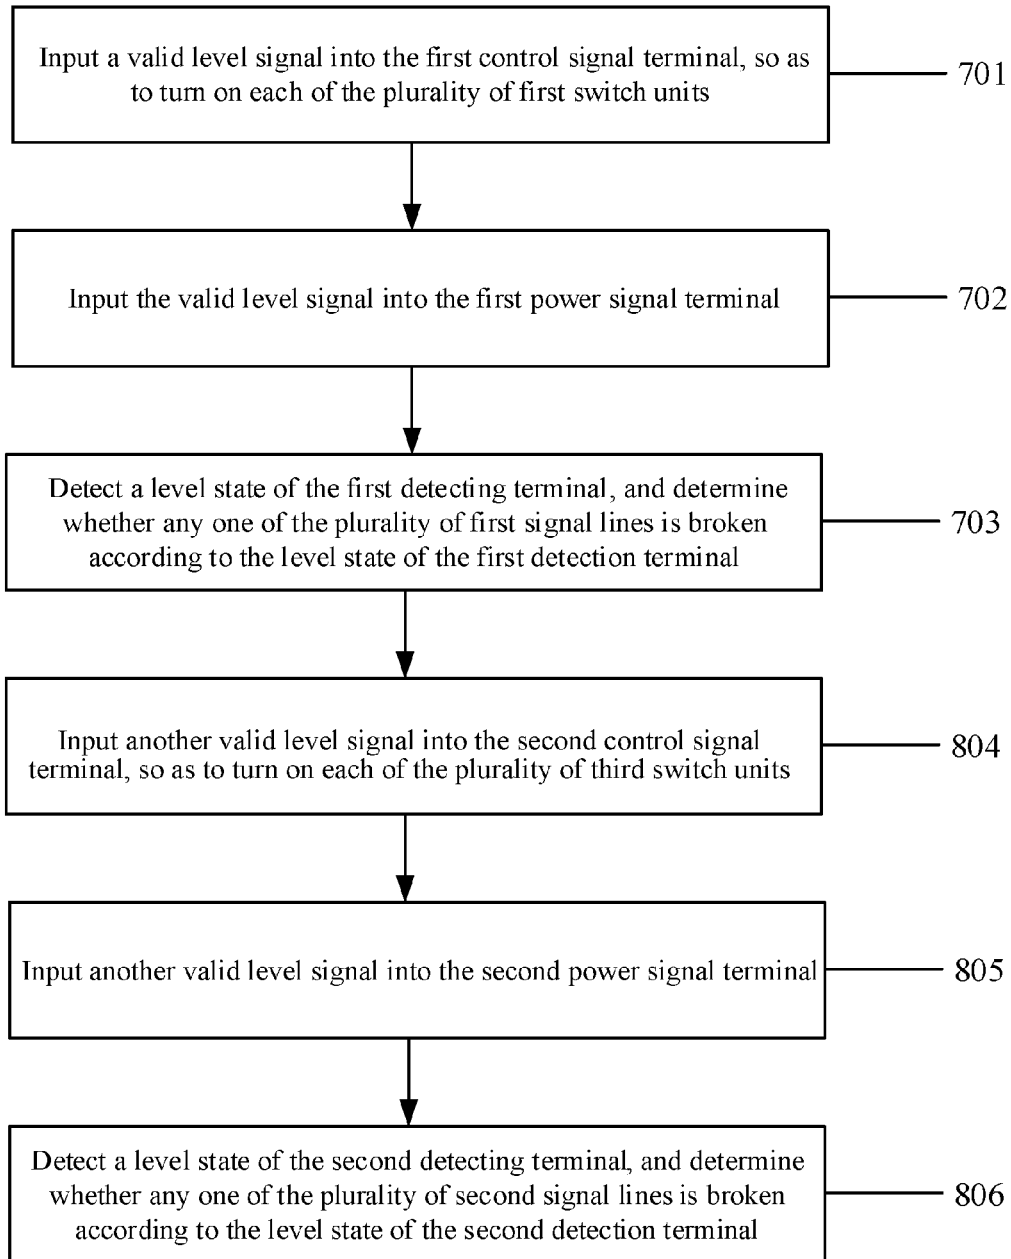 Input a valid level signal into the first control signal terminal, so as
to turn on each of the plurality of first switch units
701
Input the valid level signal into the first power signal terminal
702
Detect a level state of the first detecting terminal, and determine
whether any one of the plurality of first signal lines is broken
according to the level state of the first detection terminal
703
Input another valid level signal into the second control signal
terminal, so as to turn on each of the plurality of third switch units
804
Input another valid level signal into the second power signal terminal
805
Detect a level state of the second detecting terminal, and determine
whether any one of the plurality of second signal lines is broken
according to the level state of the second detection terminal
806